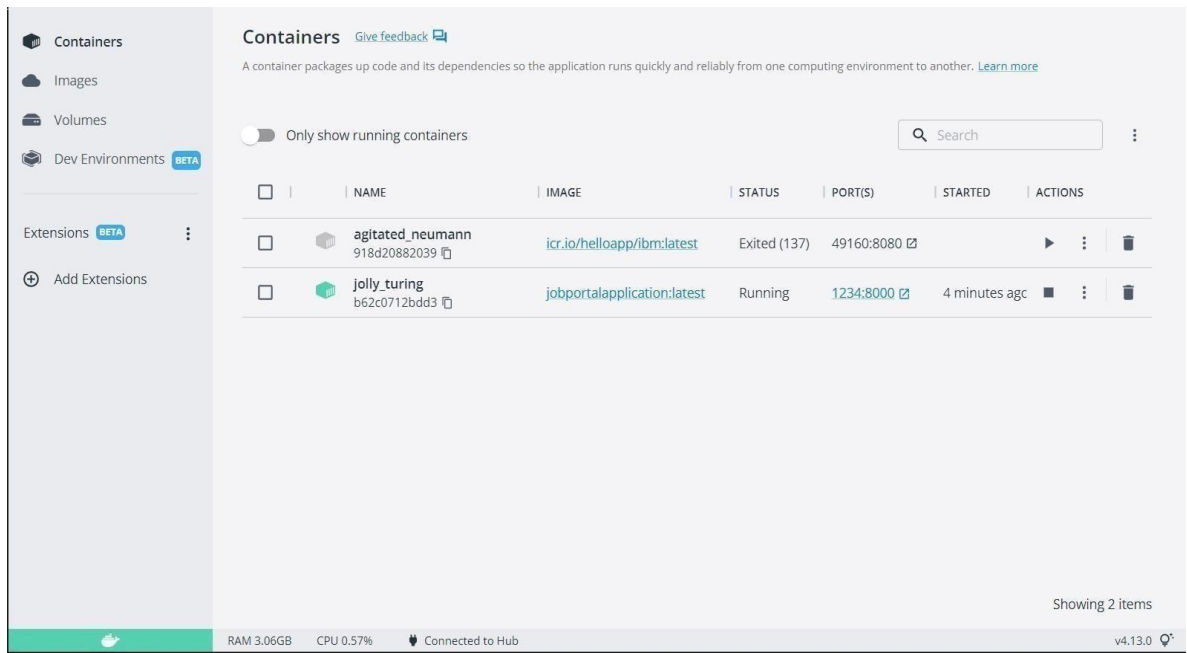 Containers
Images
Volumes
Dev Environments BETA
Extensions BETA
Add Extensions
Containers Give feedback
A container packages up code and its dependencies so the application runs quickly and reliably from one computing environment to another. Learn more
Only show running containers
Search
NAME IMAGE STATUS PORT(S) STARTED ACTIONS
agitated_neumann
918d20882039
icr.io/helloapp/ibm:latest Exited (137) 49160:8080
jolly_turing
b62c0712bdd3
jobportalapplication:latest Running 1234:8000 4 minutes agc
Showing 2 items
RAM 3.06GB CPU 0.57% Connected to Hub v4.13.0